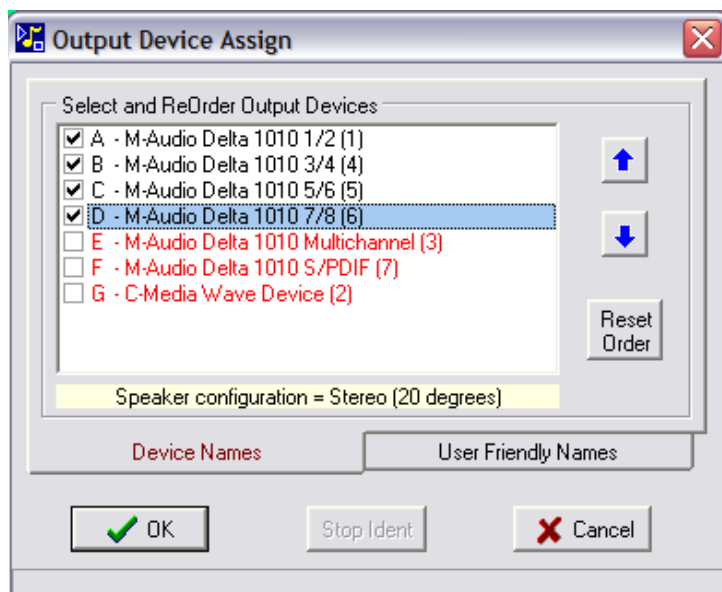 Output Device Assign
Select and ReOrder Output Devices
A - M-Audio Delta 1010 1/2 (1)
B - M-Audio Delta 1010 3/4 (4)
C - M-Audio Delta 1010 5/6 (5)
D - M-Audio Delta 1010 7/8 (6)
E - M-Audio Delta 1010 Multichannel (3)
F - M-Audio Delta 1010 S/PDIF (7)
G - C-Media Wave Device (2)
Reset
Order
Speaker configuration = Stereo (20 degrees)
Device Names
User Friendly Names
OK
Stop Ident
Cancel